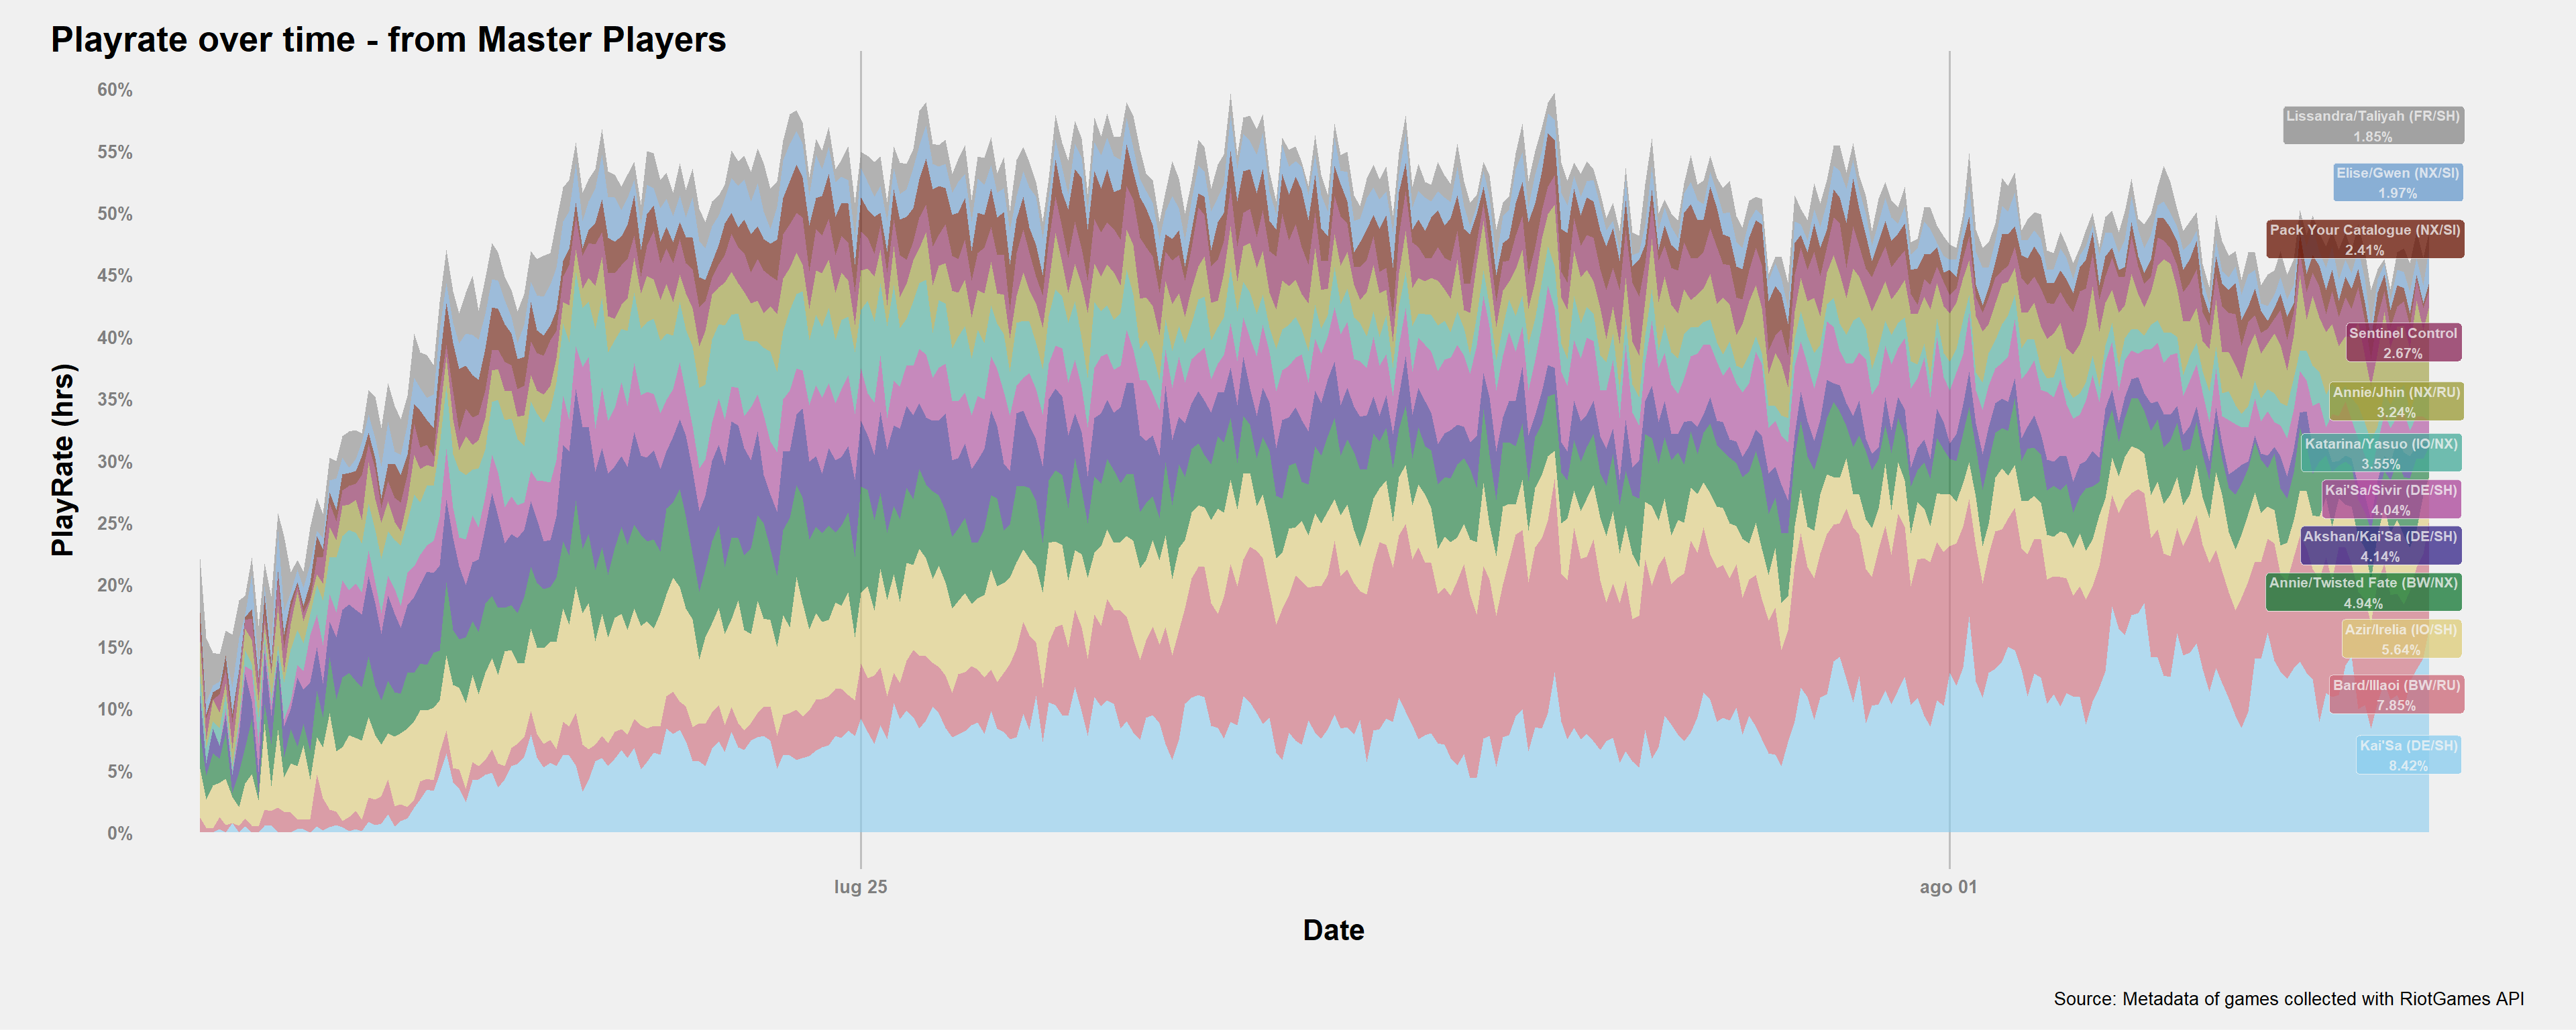 Playrate over time - from Master Players
PlayRate (hrs)
60%
55%
50%
45%
40%
35%
30%
25%
20%
15%
10%
5%
0%
Lissandra/Taliyah (FR/SH)
1.85%
Elise/Gwen (NX/SI)
1.97%
Pack Your Catalogue (NX/SI)
2.41%
Sentinel Control
2.67%
Annie/Jhin (NX/RU)
3.24%
Katarina/Yasuo (IO/NX)
3.55%
Kai'Sa/Sivir (DE/SH)
4.04%
Akshan/Kai'Sa (DE/SH)
4.14%
Annie/Twisted Fate (BW/NX)
4.94%
Azir/Irelia (IO/SH)
5.64%
Bard/Illaoi (BW/RU)
7.85%
Kai'Sa (DE/SH)
8.42%
lug 25
ago 01
Date
Source: Metadata of games collected with RiotGames API